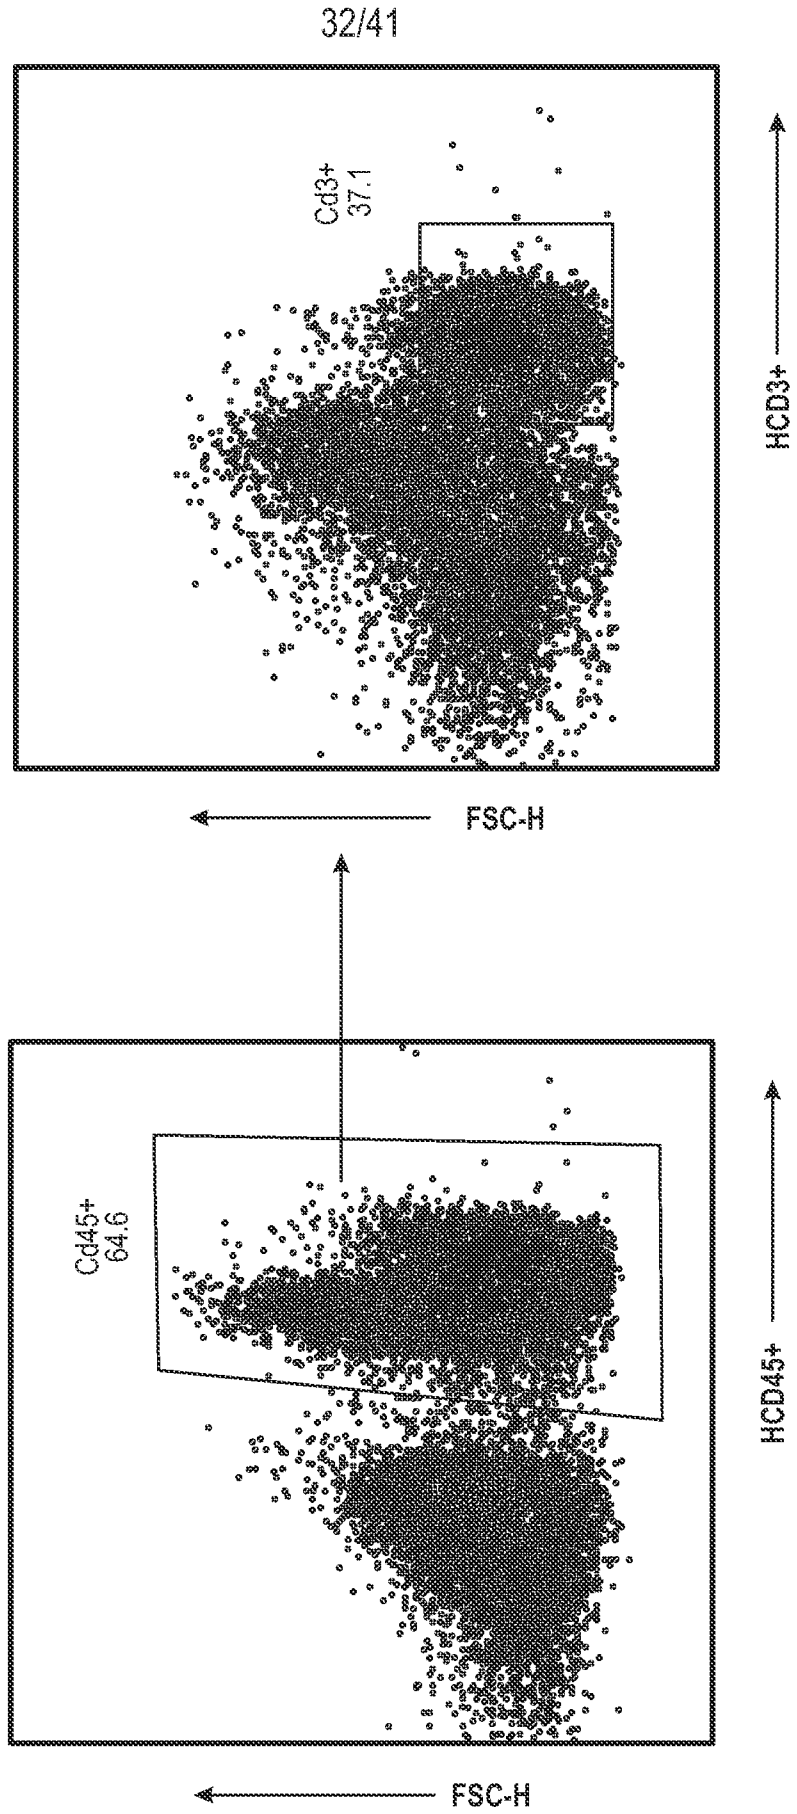 32/41
Cd3+
37.1
HCD3+
FSC-H
Cd45+
64.6
HCD45+
FSC-H